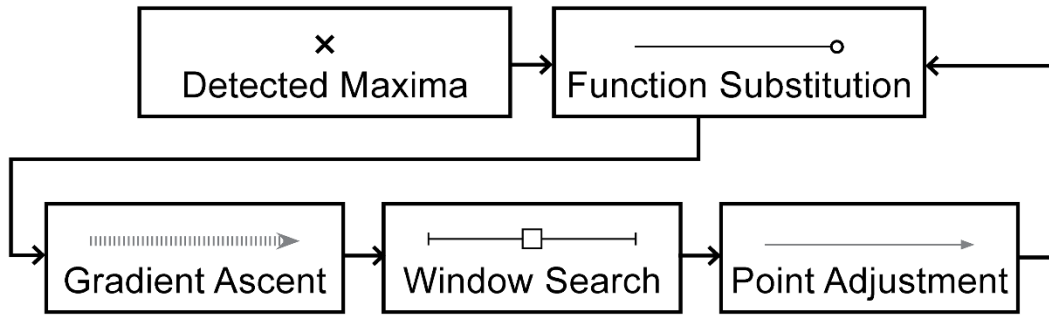 Detected Maxima
Function Substitution
Gradient Ascent
Window Search
Point Adjustment